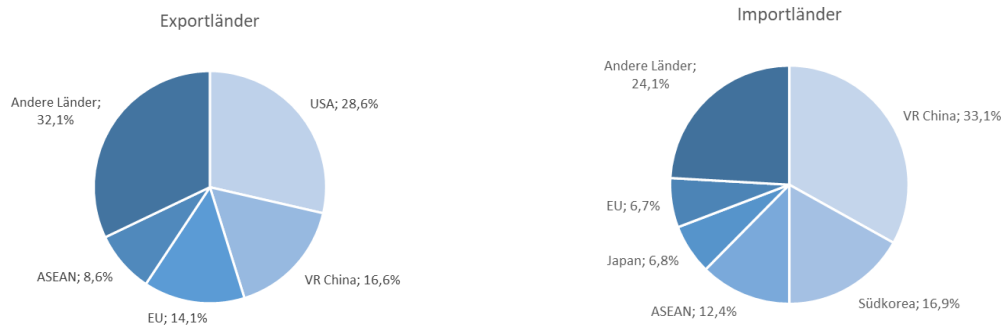 Exportländer
Andere Länder;
32,1%
USA; 28,6%
ASEAN; 8,6%
VR China; 16,6%
EU; 14,1%
Importländer
Andere Länder;
24,1%
VR China; 33,1%
EU; 6,7%
Japan; 6,8%
ASEAN; 12,4%
Südkorea; 16,9%